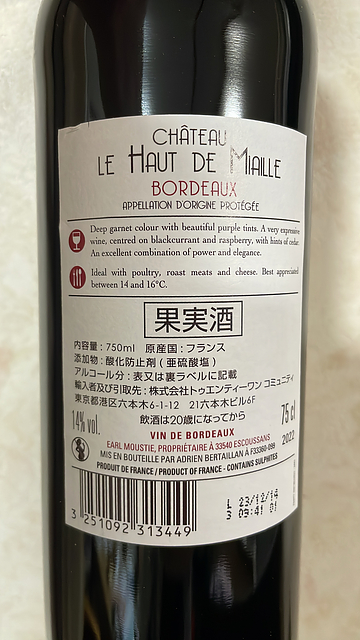 CHÂTEAU
LE HAUT DE MAILLE
BORDEAUX
APPELLATION D'ORIGINE PROTÉGÉE
Deep garnet colour with beautiful purple tints. A very expressive
wine, centred on blackcurrant and raspberry, with hints of cedar.
An excellent combination of power and elegance.
Ideal with poultry, roast meats and cheese. Best appreciated
between 14 and 16°C.
果実酒
内容量：750ml 原産国：フランス
添加物：酸化防止剤（亜硫酸塩）
アルコール分：表又は裏ラベルに記載
輸入者及び引取先：株式会社トゥエンティーワン コミュニティ
東京都港区六本木6-1-12 21六本木ビル6F
飲酒は20歳になってから
14% vol.
75 cl
VIN DE BORDEAUX
2022
EARL MOUSTIE, PROPRIÉTAIRE À 33540 ESCOUSSANS
MIS EN BOUTEILLE PAR ADRIEN BERTAILLAN À F33360-099
PRODUIT DE FRANCE / PRODUCT OF FRANCE - CONTAINS SULPHITES
L 23/12/14
3 09:41 01
3 251092 313449